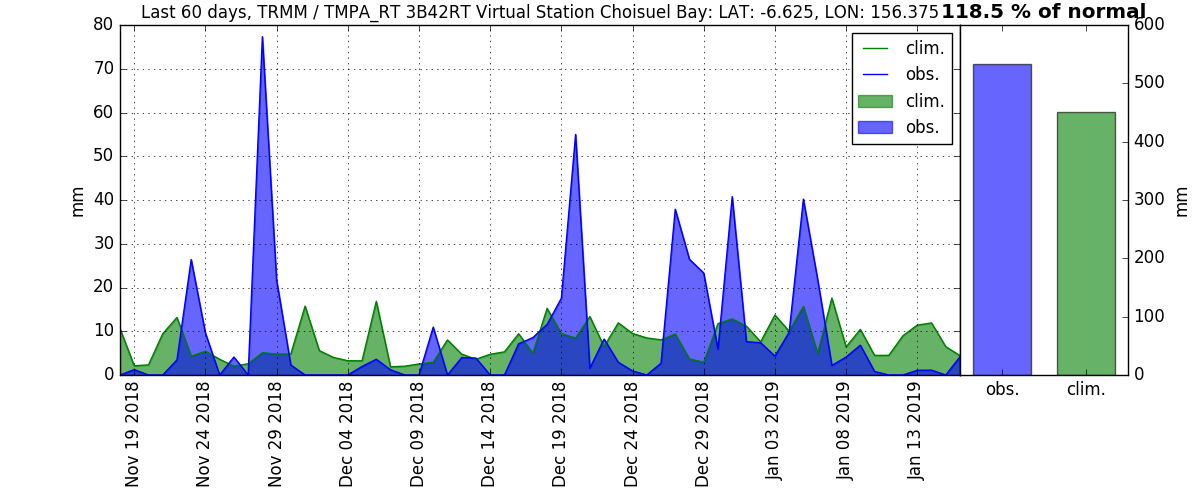 Last 60 days, TRMM / TMPA_RT 3B42RT Virtual Station Choisuel Bay: LAT: -6.625, LON: 156.375
118.5 % of normal
mm
80
70
60
50
40
30
20
10
0
clim.
obs.
clim.
obs.
Nov 19 2018
Nov 24 2018
Nov 29 2018
Dec 04 2018
Dec 09 2018
Dec 14 2018
Dec 19 2018
Dec 24 2018
Dec 29 2018
Jan 03 2019
Jan 08 2019
Jan 13 2019
600
500
400
300
200
100
0
mm
obs.
clim.